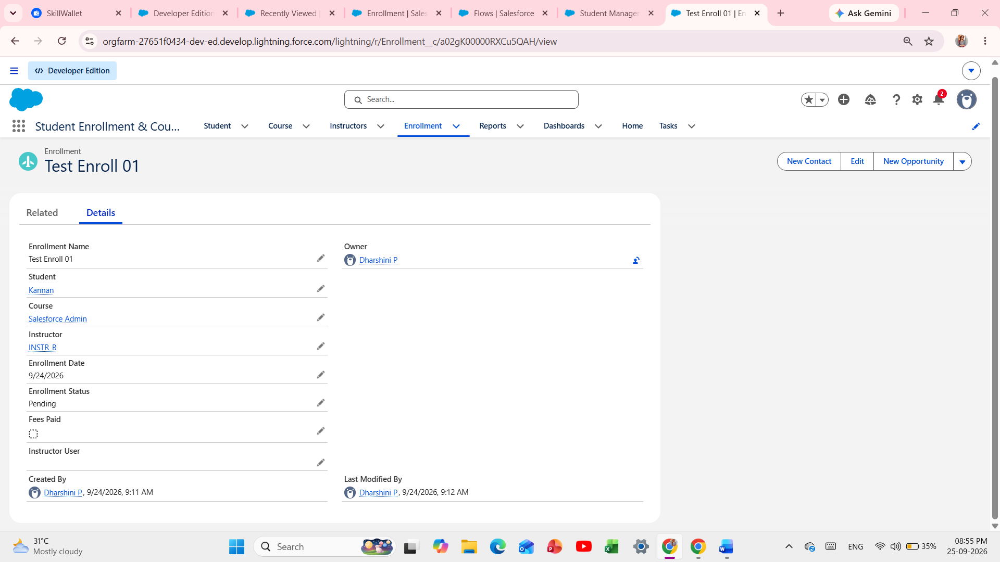 SkillWallet
Developer Edition
Recently Viewed |
Enrollment | Sales
Flows | Salesforce
Student Manager
Test Enroll 01 | En
Ask Gemini
orgfarm-27651f0434-dev-ed.develop.lightning.force.com/lightning/r/Enrollment__c/a02gK00000RXCu5QAH/view
Developer Edition
Search...
2
Student Enrollment & Cou...
Student
Course
Instructors
Enrollment
Reports
Dashboards
Home
Tasks
Enrollment
Test Enroll 01
New Contact
Edit
New Opportunity
Related
Details
Enrollment Name
Test Enroll 01
Owner
Dharshini P
Student
Kannan
Course
Salesforce Admin
Instructor
INSTR_B
Enrollment Date
9/24/2026
Enrollment Status
Pending
Fees Paid
Instructor User
Created By
Dharshini P, 9/24/2026, 9:11 AM
Last Modified By
Dharshini P, 9/24/2026, 9:12 AM
31°C
Mostly cloudy
Search
ENG
35%
08:55 PM
25-09-2026